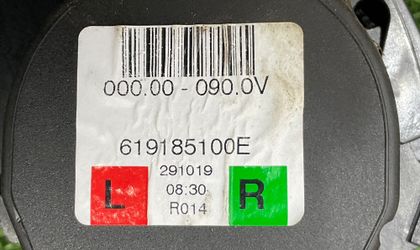 000.00 - 090.0V
619185100E
291019
L 08:30 R
R014